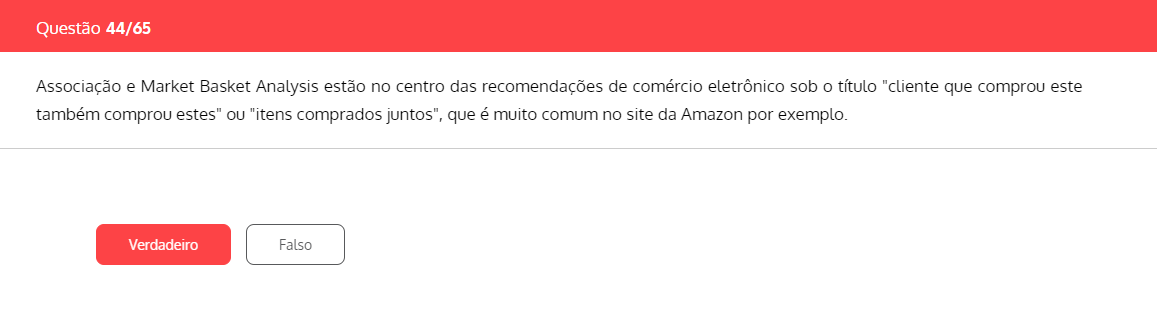 Questão 44/65
Associação e Market Basket Analysis estão no centro das recomendações de comércio eletrônico sob o título "cliente que comprou este
também comprou estes" ou "itens comprados juntos", que é muito comum no site da Amazon por exemplo.
Verdadeiro
Falso